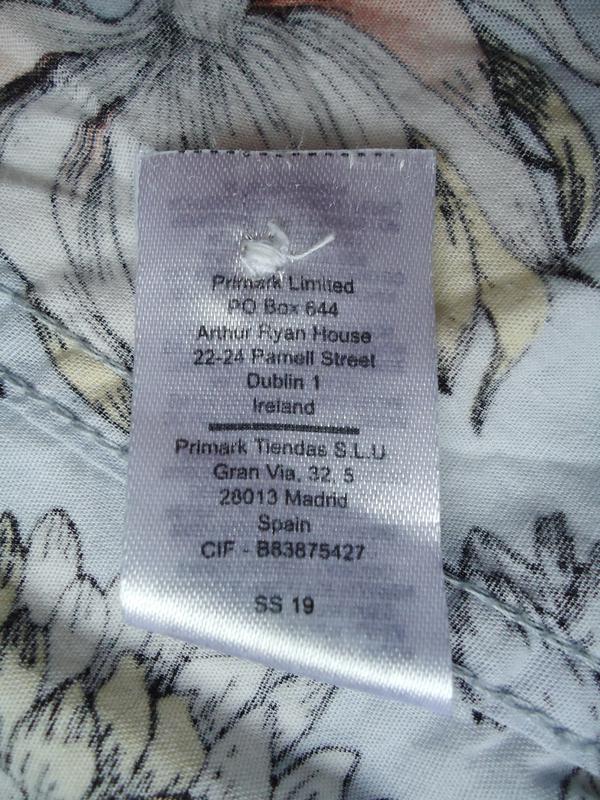 Primark Limited
PO Box 644
Arthur Ryan House
22-24 Parnell Street
Dublin 1
Ireland
Primark Tiendas S.L.U
Gran Via, 32, 5
28013 Madrid
Spain
CIF - B83875427
SS 19